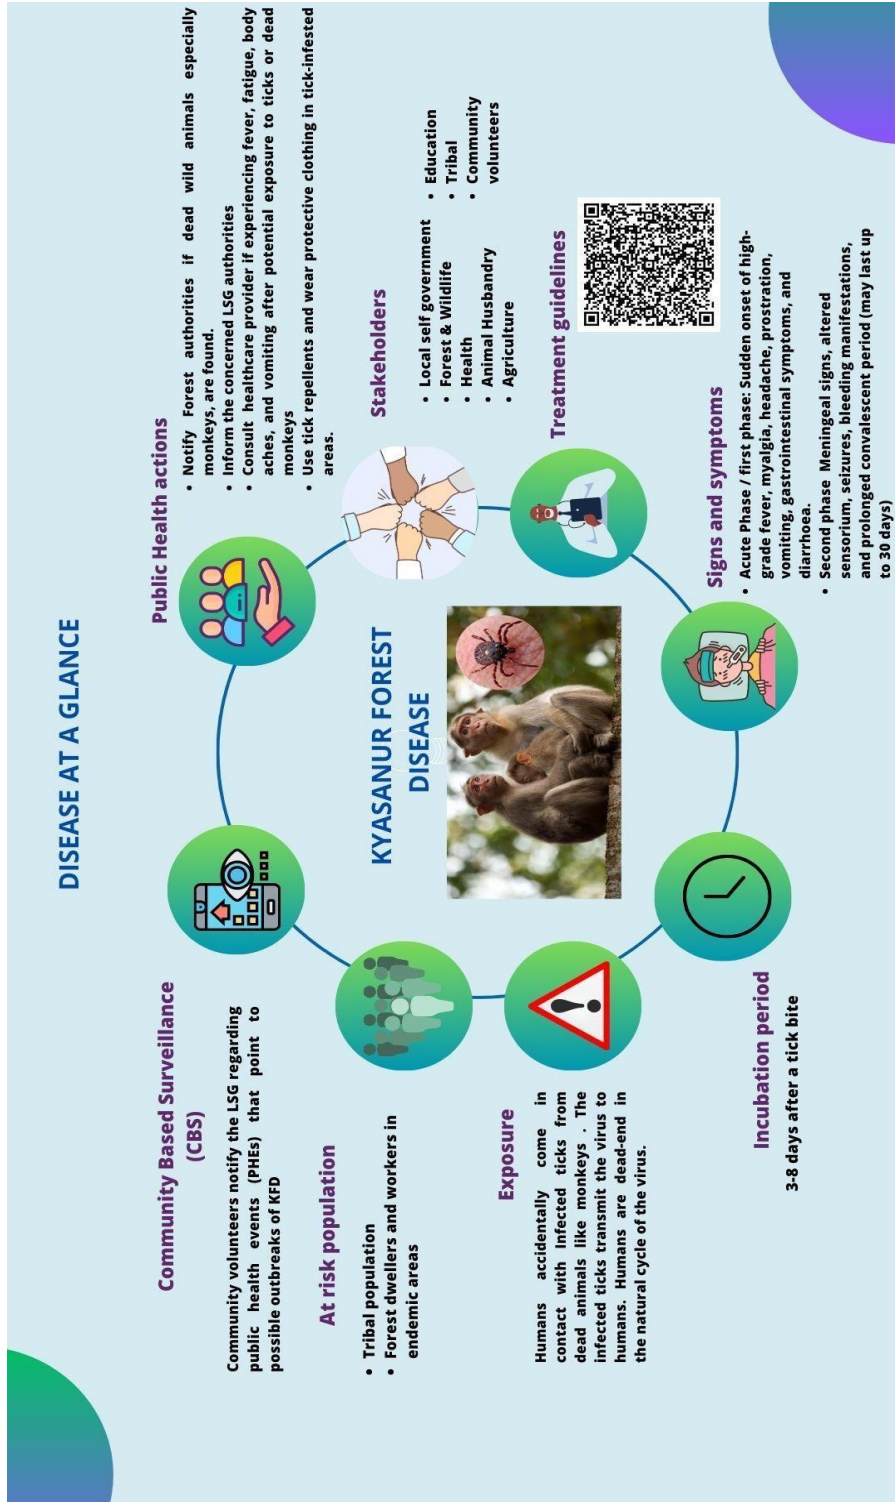 DISEASE AT A GLANCE
Community Based Surveillance
(CBS)
Community volunteers notify the LSG regarding
public health events (PHEs) that point to
possible outbreaks of KFD
Public Health actions
• Notify Forest authorities if dead wild animals especially
monkeys, are found.
• Inform the concerned LSG authorities
• Consult healthcare provider if experiencing fever, fatigue, body
aches, and vomiting after potential exposure to ticks or dead
monkeys
• Use tick repellents and wear protective clothing in tick-infested
areas.
At risk population
• Tribal population
• Forest dwellers and workers in
endemic areas
KYASANUR FOREST
DISEASE
Stakeholders
• Local self government
• Forest & Wildlife
• Health
• Animal Husbandry
• Agriculture
• Education
• Tribal
• Community
volunteers
Exposure
Humans accidentally come in
contact with Infected ticks from
dead animals like monkeys . The
infected ticks transmit the virus to
humans. Humans are dead-end in
the natural cycle of the virus.
Treatment guidelines
Incubation period
3-8 days after a tick bite
Signs and symptoms
• Acute Phase / first phase: Sudden onset of high-
grade fever, myalgia, headache, prostration,
vomiting, gastrointestinal symptoms, and
diarrhoea.
• Second phase Meningeal signs, altered
sensorium, seizures, bleeding manifestations,
and prolonged convalescent period (may last up
to 30 days)